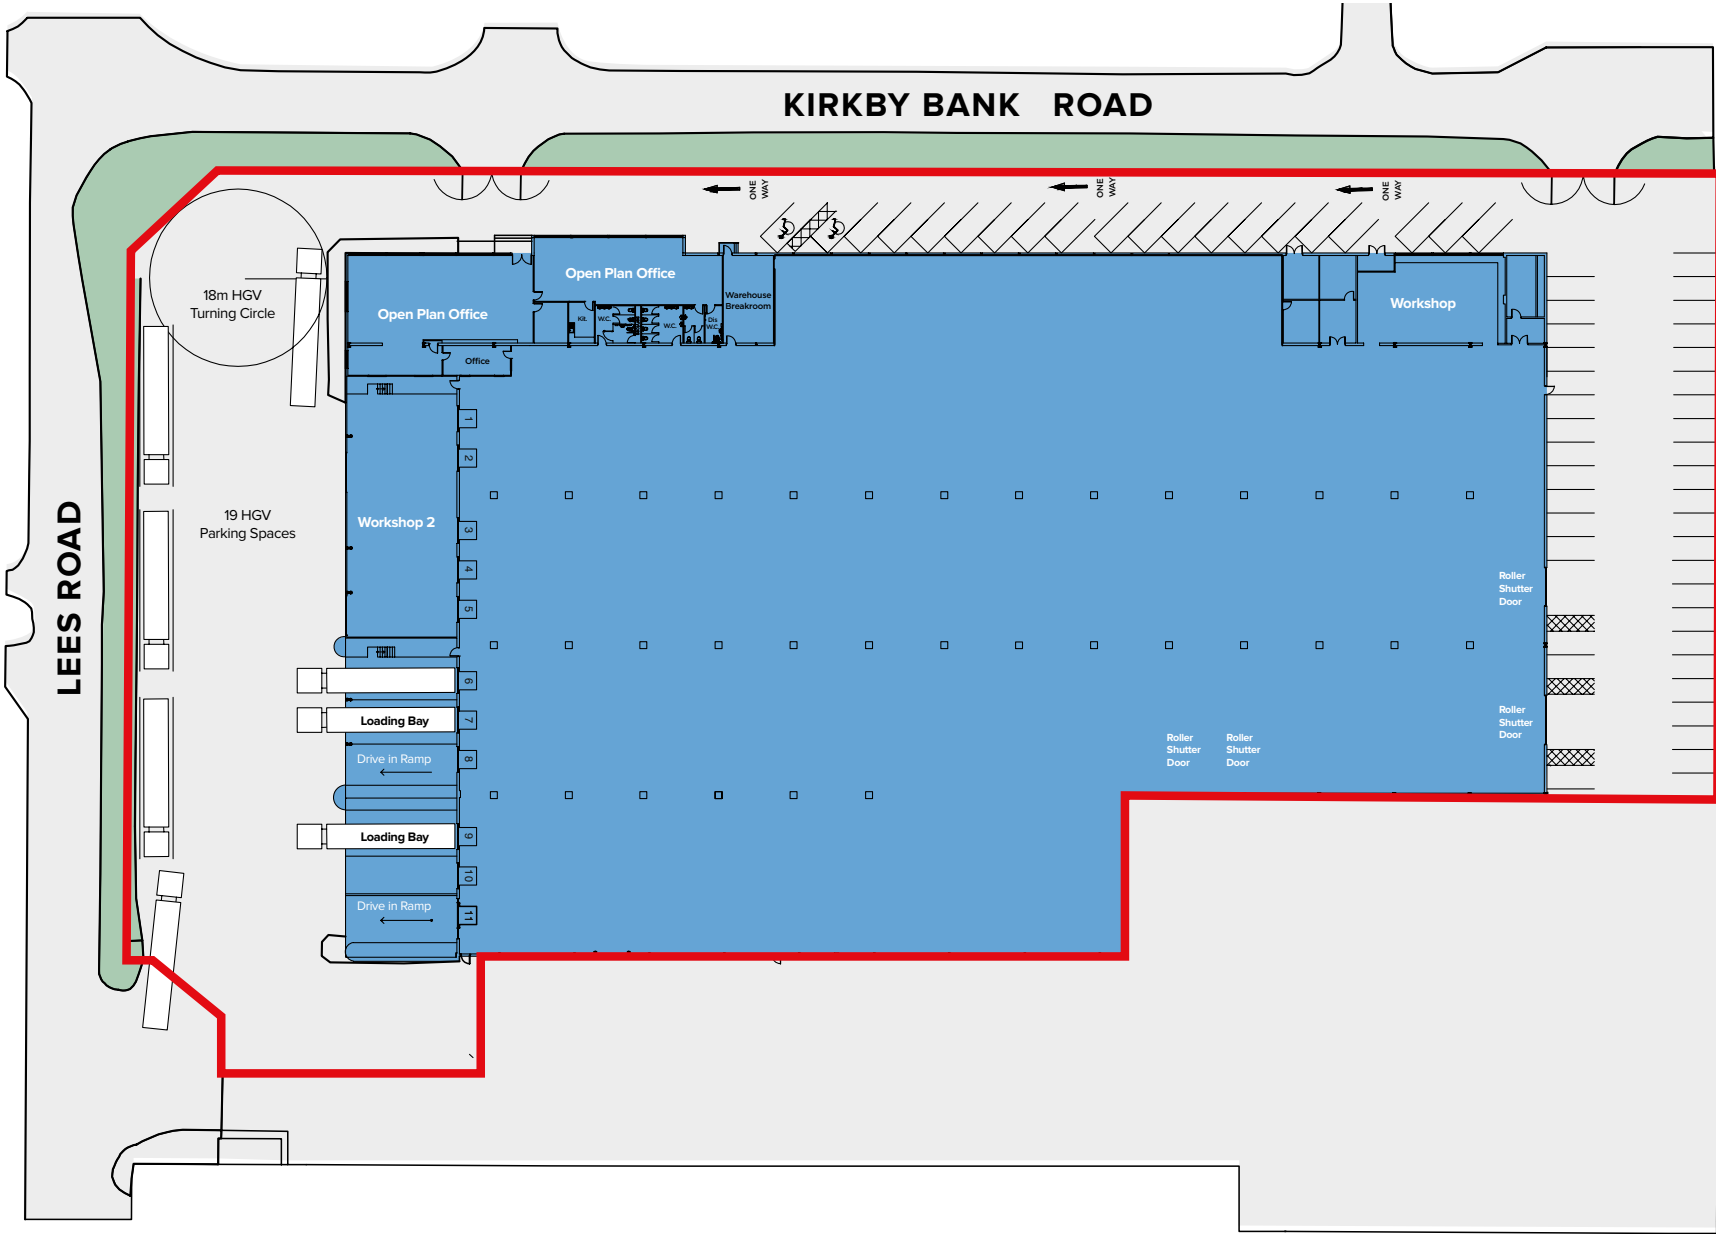 KIRKBY BANK ROAD
ONE
WAY
ONE
WAY
ONE
WAY
18m HGV
Turning Circle
Open Plan Office
Open Plan Office
Warehouse
Breakroom
Kit.
W.C.
W.C.
Dis
W.C.
Office
Workshop
LEES ROAD
19 HGV
Parking Spaces
Workshop 2
1
2
3
4
5
6
7
8
9
10
11
Loading Bay
Drive in Ramp
Loading Bay
Drive in Ramp
Roller
Shutter
Door
Roller
Shutter
Door
Roller
Shutter
Door
Roller
Shutter
Door